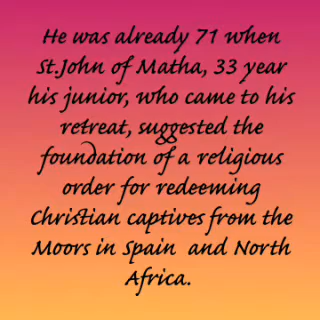 He was already 71 when
St.John of Matha, 33 year
his junior, who came to his
retreat, suggested the
foundation of a religious
order for redeeming
Christian captives from the
Moors in Spain and North
Africa.